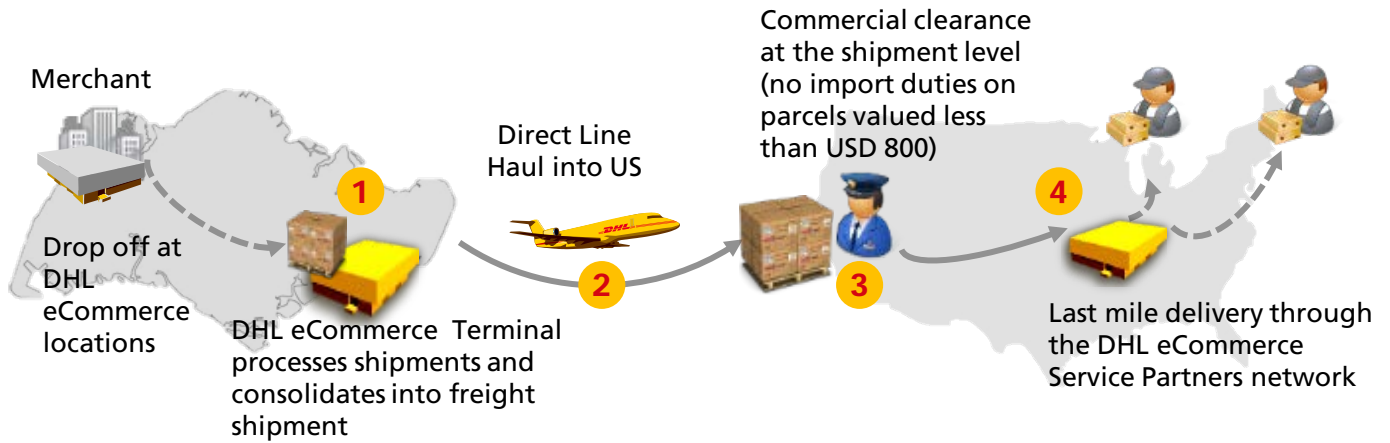 Merchant
Drop off at
DHL
eCommerce
locations
1
DHL eCommerce Terminal
processes shipments and
consolidates into freight
shipment
Direct Line
Haul into US
DHL
2
Commercial clearance
at the shipment level
(no import duties on
parcels valued less
than USD 800)
3
4
Last mile delivery through
the DHL eCommerce
Service Partners network